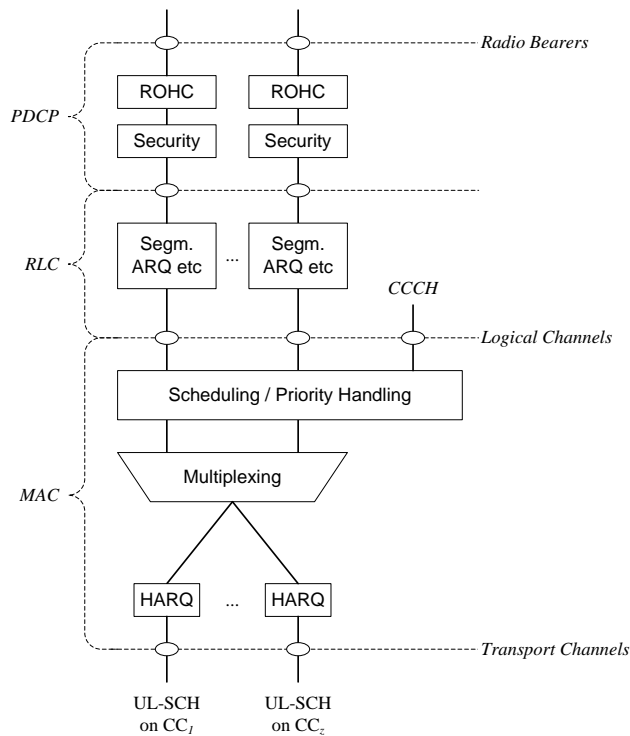 Radio Bearers
ROHC ROHC
PDCP
Security Security
Segm. ARQ etc ... Segm. ARQ etc
RLC
CCCH
Logical Channels
Scheduling / Priority Handling
Multiplexing
MAC
HARQ ... HARQ
Transport Channels
UL-SCH UL-SCH
on CC1 on CCz